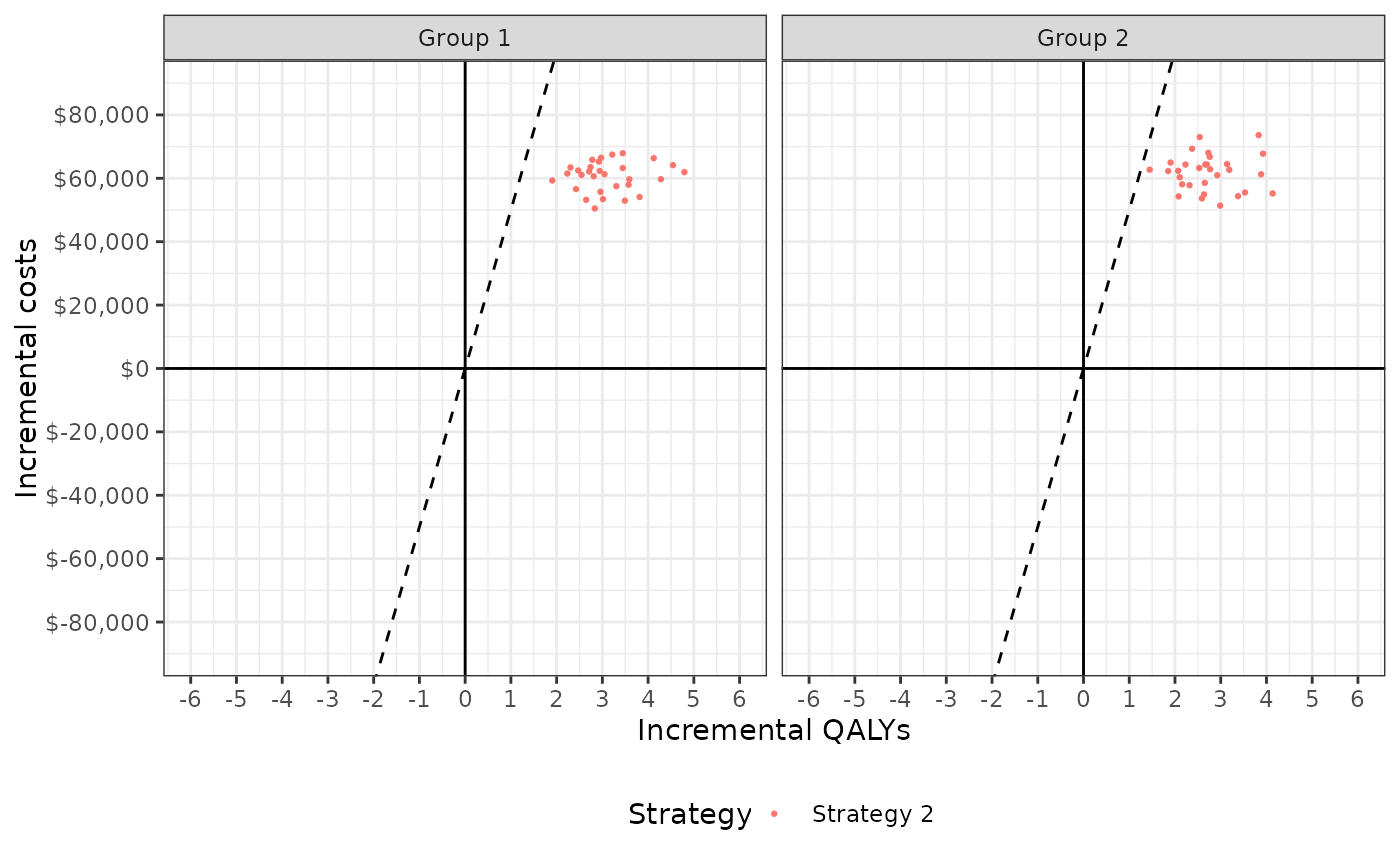 Group 1
Group 2
Incremental costs
$80,000
$60,000
$40,000
$20,000
$0
$-20,000
$-40,000
$-60,000
$-80,000
-6 -5 -4 -3 -2 -1 0 1 2 3 4 5 6
-6 -5 -4 -3 -2 -1 0 1 2 3 4 5 6
Incremental QALYs
Strategy Strategy 2